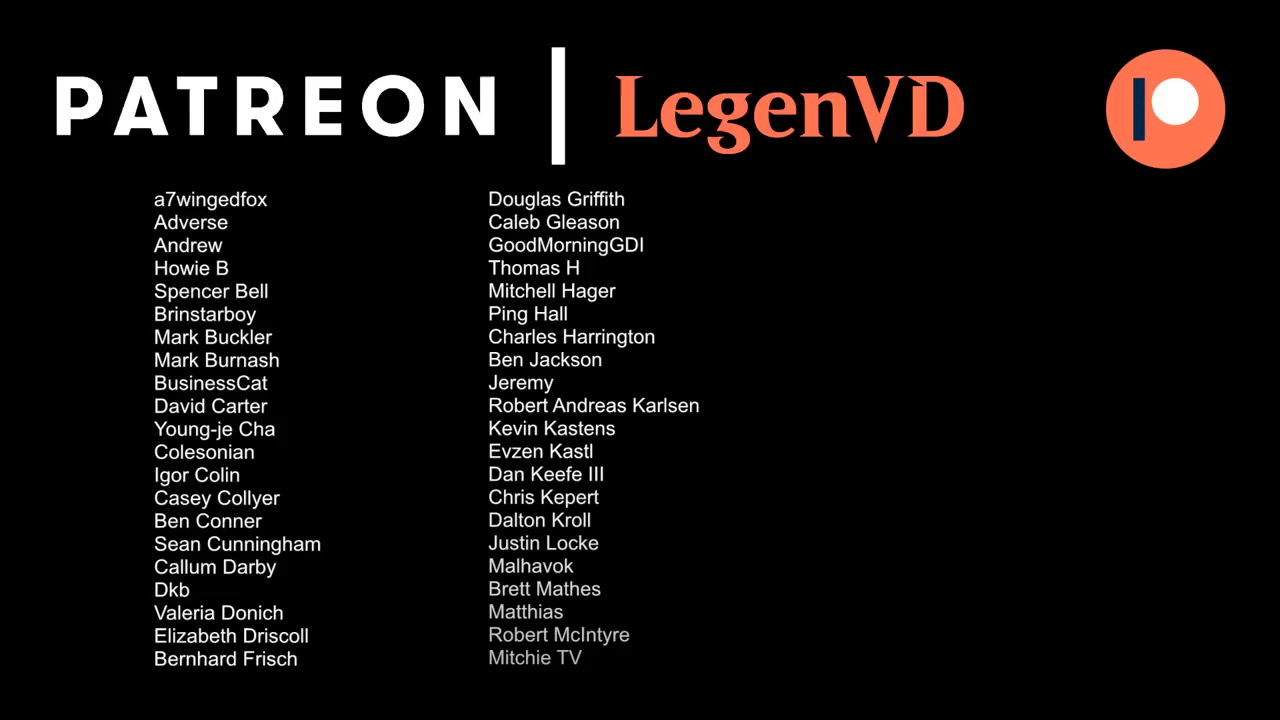 PATREON | LegenVD
a7wingedfox
Adverse
Andrew
Howie B
Spencer Bell
Brinstarboy
Mark Buckler
Mark Burnash
BusinessCat
David Carter
Young-je Cha
Colesonian
Igor Colin
Casey Collyer
Ben Conner
Sean Cunningham
Callum Darby
Dkb
Valeria Donich
Elizabeth Driscoll
Bernhard Frisch
Douglas Griffith
Caleb Gleason
GoodMorningGDI
Thomas H
Mitchell Hager
Ping Hall
Charles Harrington
Ben Jackson
Jeremy
Robert Andreas Karlsen
Kevin Kastens
Evzen Kastl
Dan Keefe III
Chris Kepert
Dalton Kroll
Justin Locke
Malhavok
Brett Mathes
Matthias
Robert McIntyre
Mitchie TV